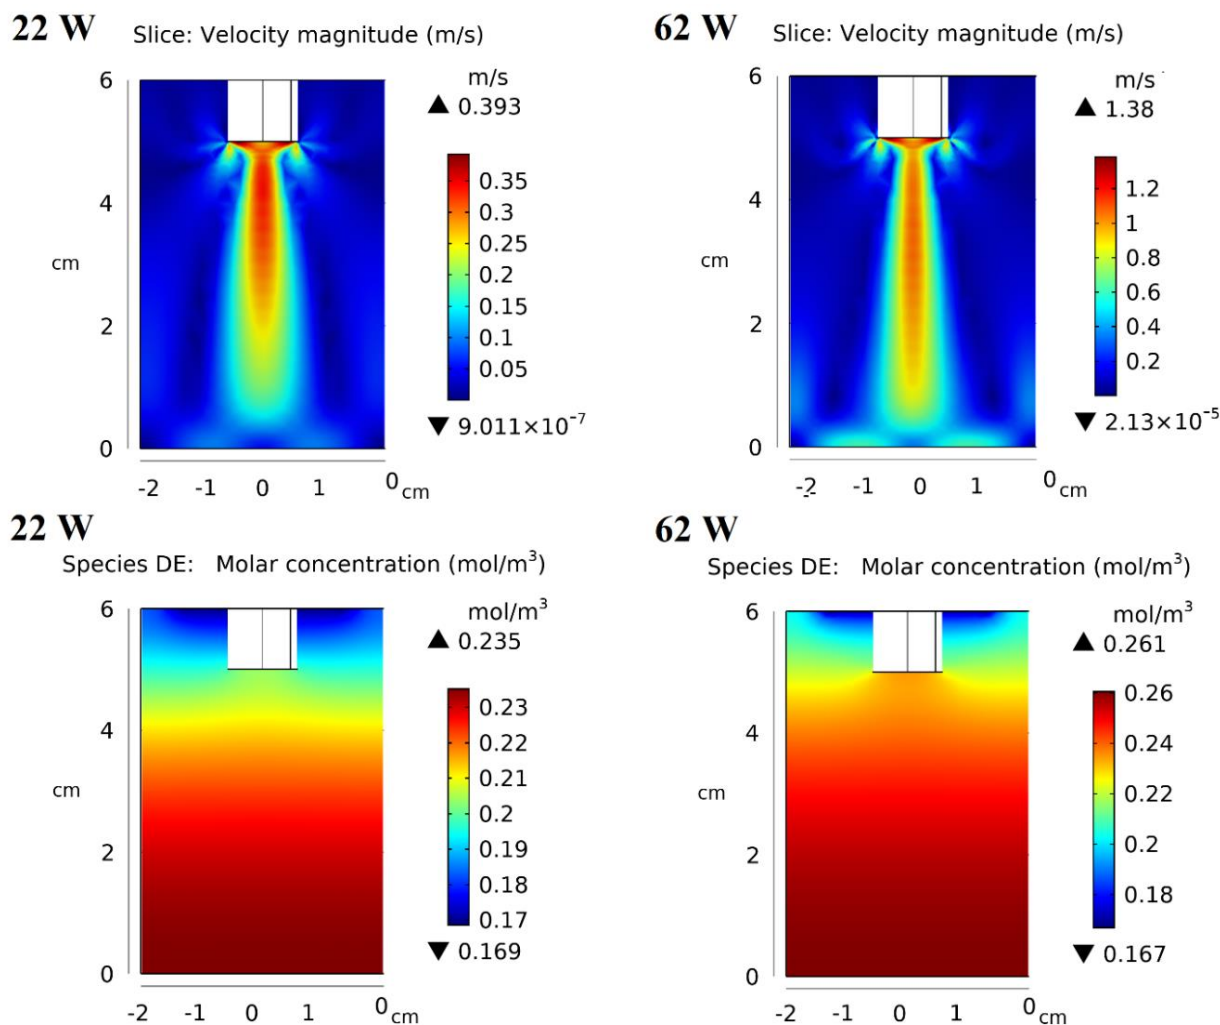 22 W Slice: Velocity magnitude (m/s)
m/s
▲ 0.393
6
4
cm
2
0
0.35
0.3
0.25
0.2
0.15
0.1
0.05
▼ 9.011×10⁻⁷
-2 -1 0 1 0 cm
62 W Slice: Velocity magnitude (m/s)
m/s
▲ 1.38
6
4
cm
2
0
1.2
1
0.8
0.6
0.4
0.2
▼ 2.13×10⁻⁵
-2 -1 0 1 0 cm
22 W
Species DE: Molar concentration (mol/m³)
mol/m³
▲ 0.235
6
4
cm
2
0
0.23
0.22
0.21
0.2
0.19
0.18
0.17
▼ 0.169
-2 -1 0 1 0 cm
62 W
Species DE: Molar concentration (mol/m³)
mol/m³
▲ 0.261
6
4
cm
2
0
0.26
0.24
0.22
0.2
0.18
▼ 0.167
-2 -1 0 1 0 cm